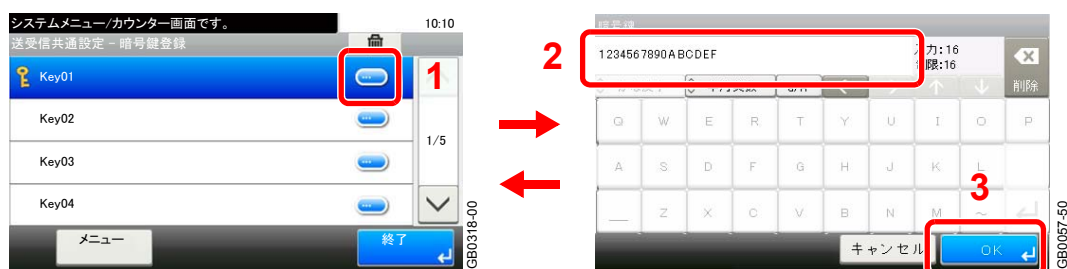 システムメニュー/カウンター画面です。
10:10
送受信共通設定 - 暗号鍵登録
Key01
1
Key02
Key03
1/5
Key04
メニュー
終了
GB0318-00
暗号鍵
2
1234567890ABCDEF
入力:16
制限:16
削除
Q W E R T Y U I O P
A S D F G H J K L
3
_ Z X C V B N M ~
キャンセル
OK
GB0057-50